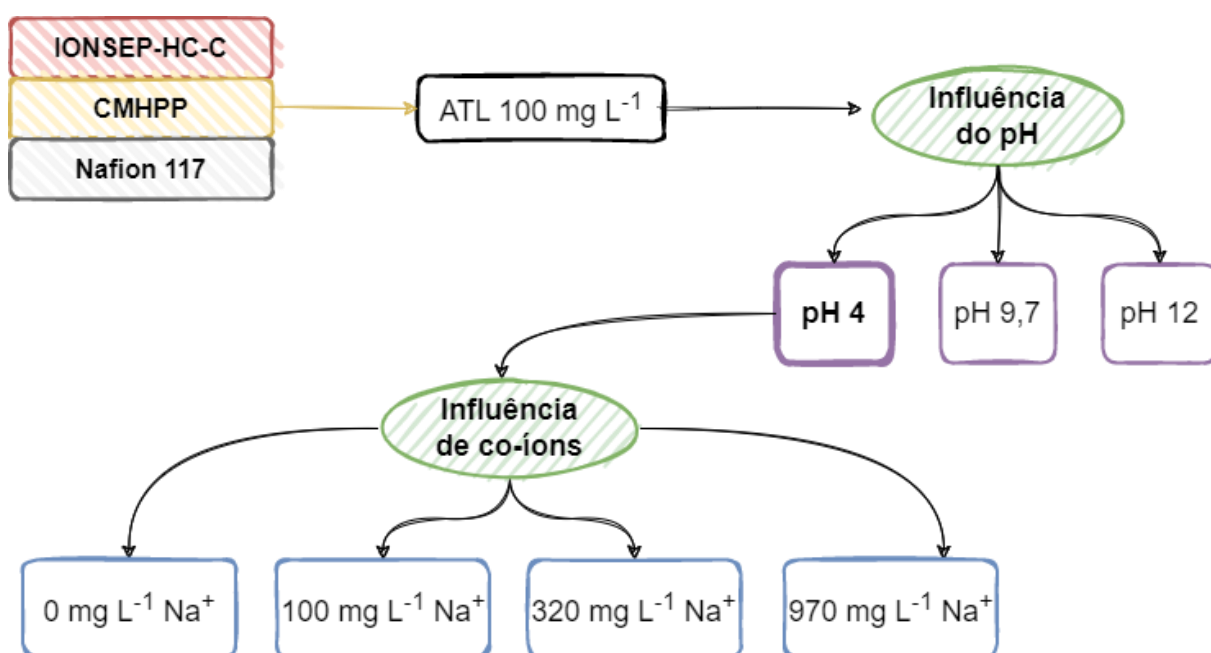 IONSEP-HC-C
CMHPP
Nafion 117
ATL 100 mg L⁻¹
Influência
do pH
pH 4
pH 9,7
pH 12
Influência
de co-íons
0 mg L⁻¹ Na⁺
100 mg L⁻¹ Na⁺
320 mg L⁻¹ Na⁺
970 mg L⁻¹ Na⁺